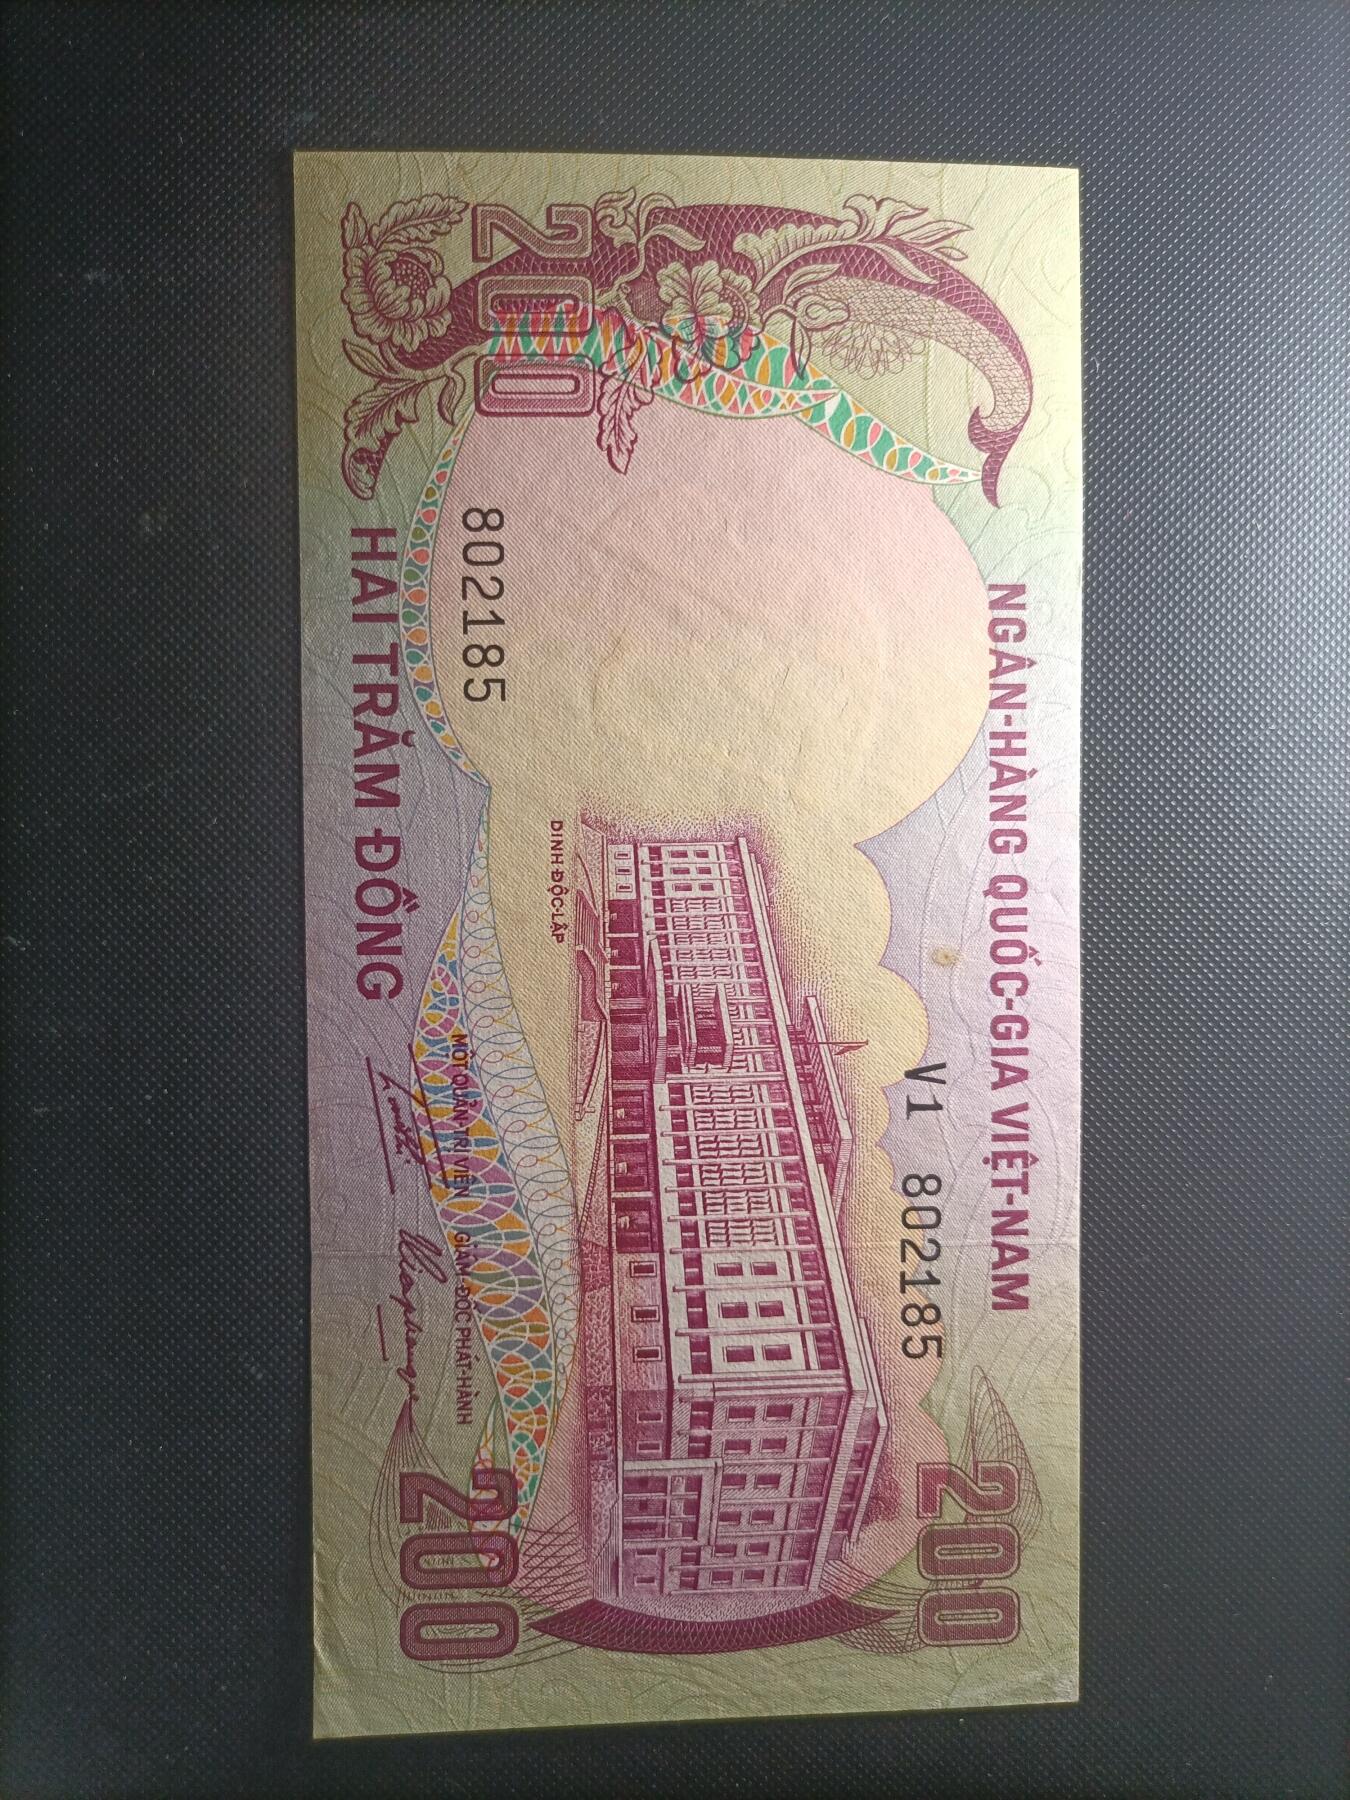 NGÂN-HÀNG QUỐC-GIA VIỆT-NAM
200
200
V1 802185
DINH ĐỘC-LẬP
802185
HAI TRĂM ĐỒNG
MỘT QUẢN-TRỊ VIÊN
GIÁM-ĐỐC PHÁT-HÀNH
200